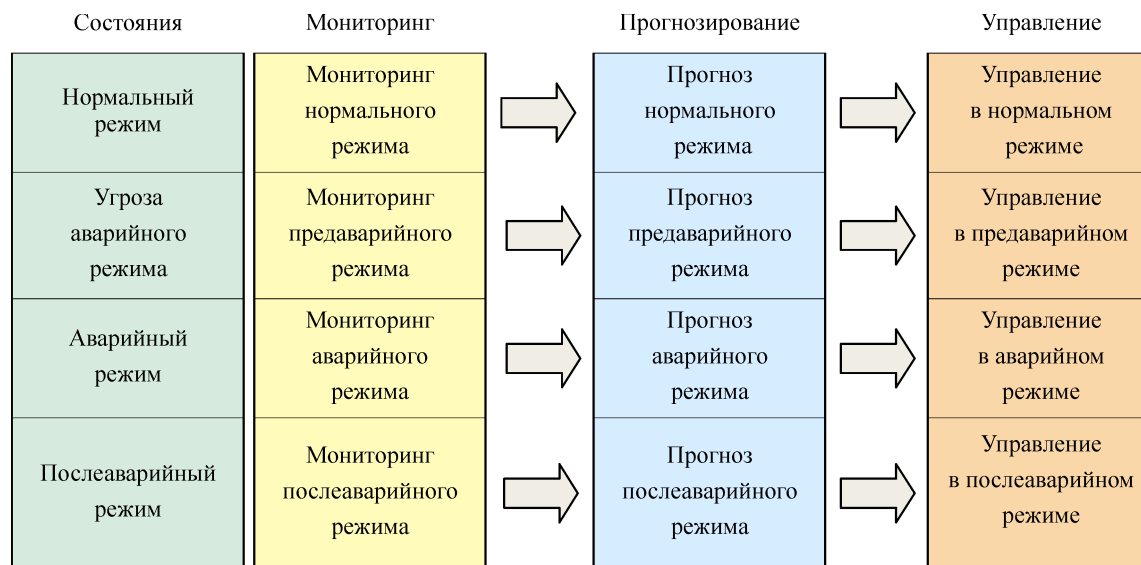 Состояния
Мониторинг
Прогнозирование
Управление
Нормальный
режим
Мониторинг
нормального
режима
Прогноз
нормального
режима
Управление
в нормальном
режиме
Угроза
аварийного
режима
Мониторинг
предаварийного
режима
Прогноз
предаварийного
режима
Управление
в предаварийном
режиме
Аварийный
режим
Мониторинг
аварийного
режима
Прогноз
аварийного
режима
Управление
в аварийном
режиме
Послеаварийный
режим
Мониторинг
послеаварийного
режима
Прогноз
послеаварийного
режима
Управление
в послеаварийном
режиме